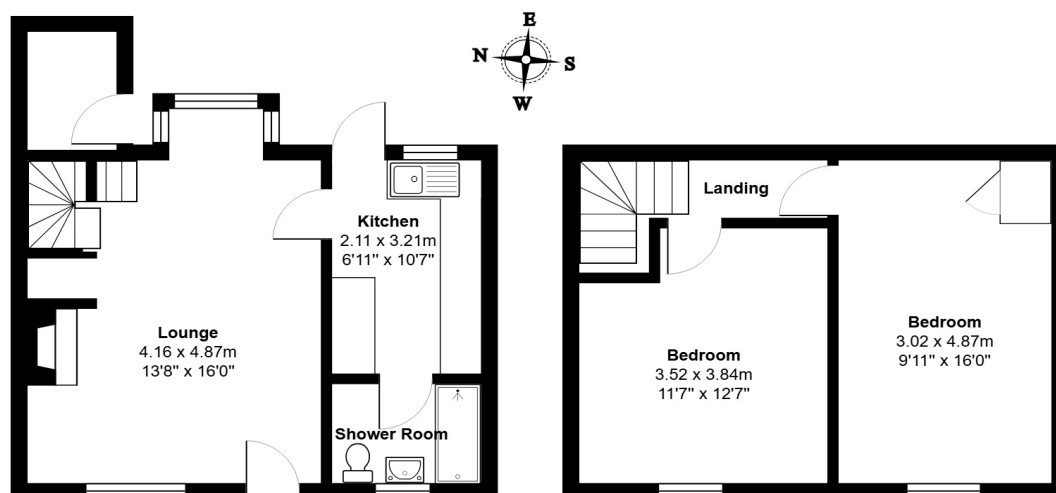 E
N
S
W
Kitchen
2.11 x 3.21m
6'11" x 10'7"
Lounge
4.16 x 4.87m
13'8" x 16'0"
Shower Room
Landing
Bedroom
3.52 x 3.84m
11'7" x 12'7"
Bedroom
3.02 x 4.87m
9'11" x 16'0"